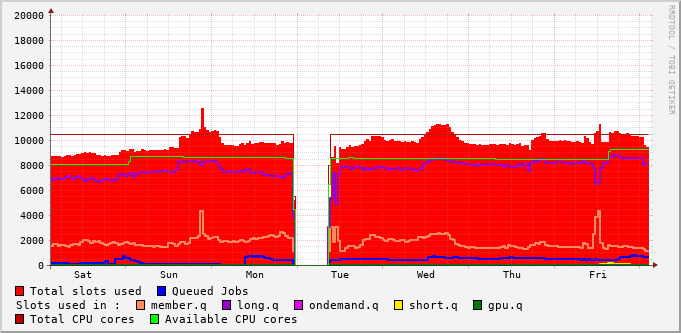 RRDTOOL / TOBI OETIKER
20000
18000
16000
14000
12000
10000
8000
6000
4000
2000
0
Sat Sun Mon Tue Wed Thu Fri
Total slots used Queued Jobs
Slots used in : member.q long.q ondemand.q short.q gpu.q
Total CPU cores Available CPU cores